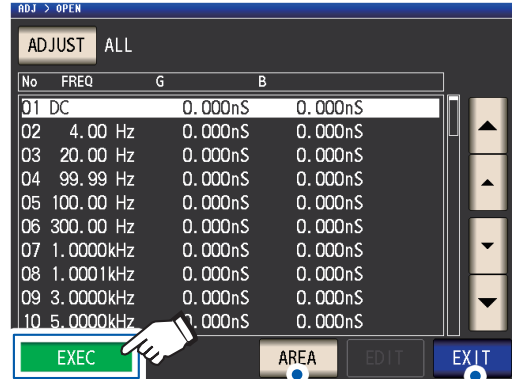 ADJ > OPEN
ADJUST ALL
No FREQ G B
01 DC 0.000nS 0.000nS
02 4.00 Hz 0.000nS 0.000nS
03 20.00 Hz 0.000nS 0.000nS
04 99.99 Hz 0.000nS 0.000nS
05 100.00 Hz 0.000nS 0.000nS
06 300.00 Hz 0.000nS 0.000nS
07 1.0000kHz 0.000nS 0.000nS
08 1.0001kHz 0.000nS 0.000nS
09 3.0000kHz 0.000nS 0.000nS
10 5.0000kHz 0.000nS 0.000nS
EXEC AREA EDIT EXIT